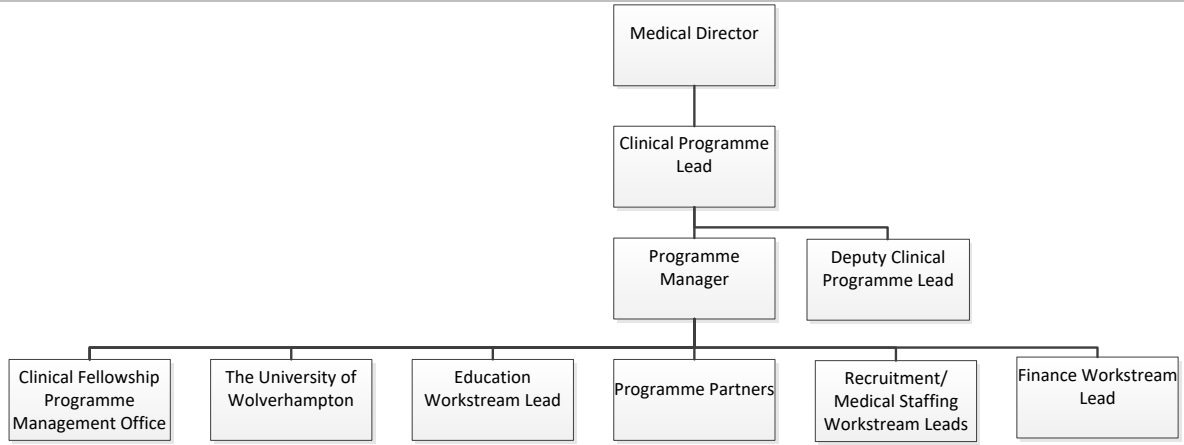 Medical Director
Clinical Programme
Lead
Programme
Manager
Deputy Clinical
Programme Lead
Clinical Fellowship
Programme
Management Office
The University of
Wolverhampton
Education
Workstream Lead
Programme Partners
Recruitment/
Medical Staffing
Workstream Leads
Finance Workstream
Lead